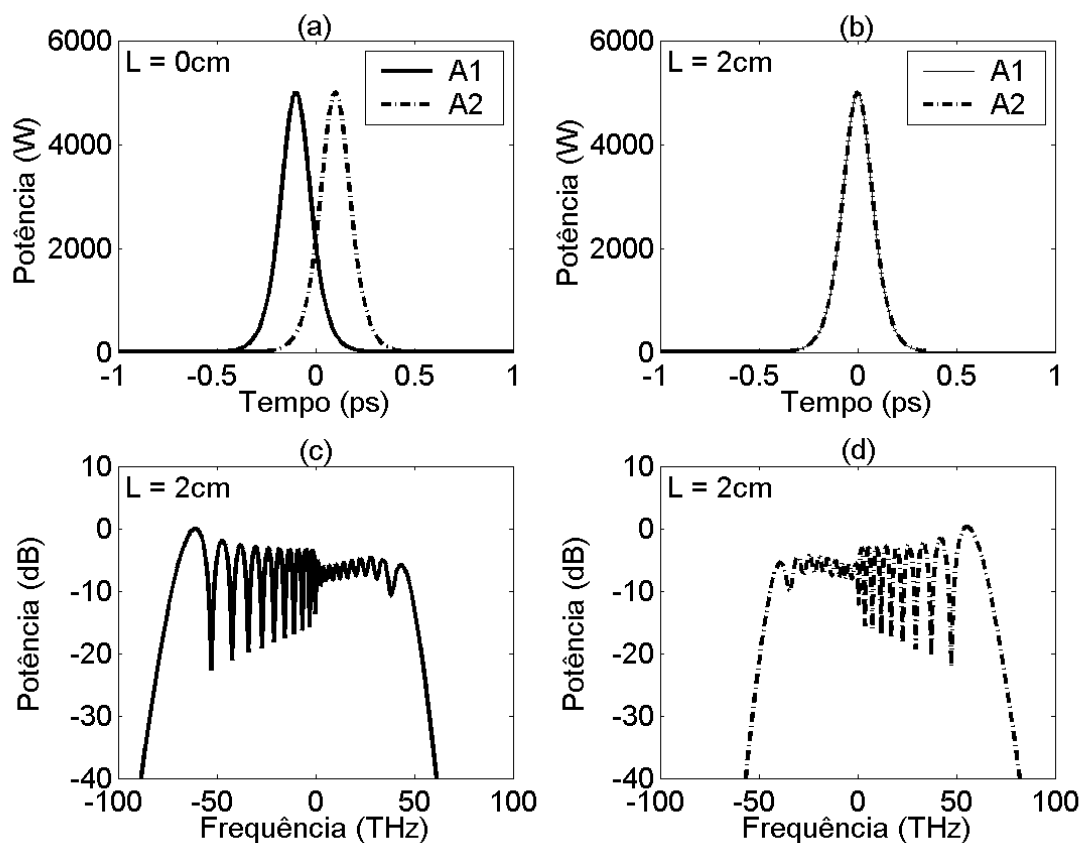 (a)
6000
4000
2000
0
Potência (W)
L = 0cm
A1
A2
-1
-0.5
0
0.5
1
Tempo (ps)
(b)
6000
4000
2000
0
Potência (W)
L = 2cm
A1
A2
-1
-0.5
0
0.5
1
Tempo (ps)
(c)
10
0
-10
-20
-30
-40
Potência (dB)
L = 2cm
-100
-50
0
50
100
Frequência (THz)
(d)
10
0
-10
-20
-30
-40
Potência (dB)
L = 2cm
-100
-50
0
50
100
Frequência (THz)